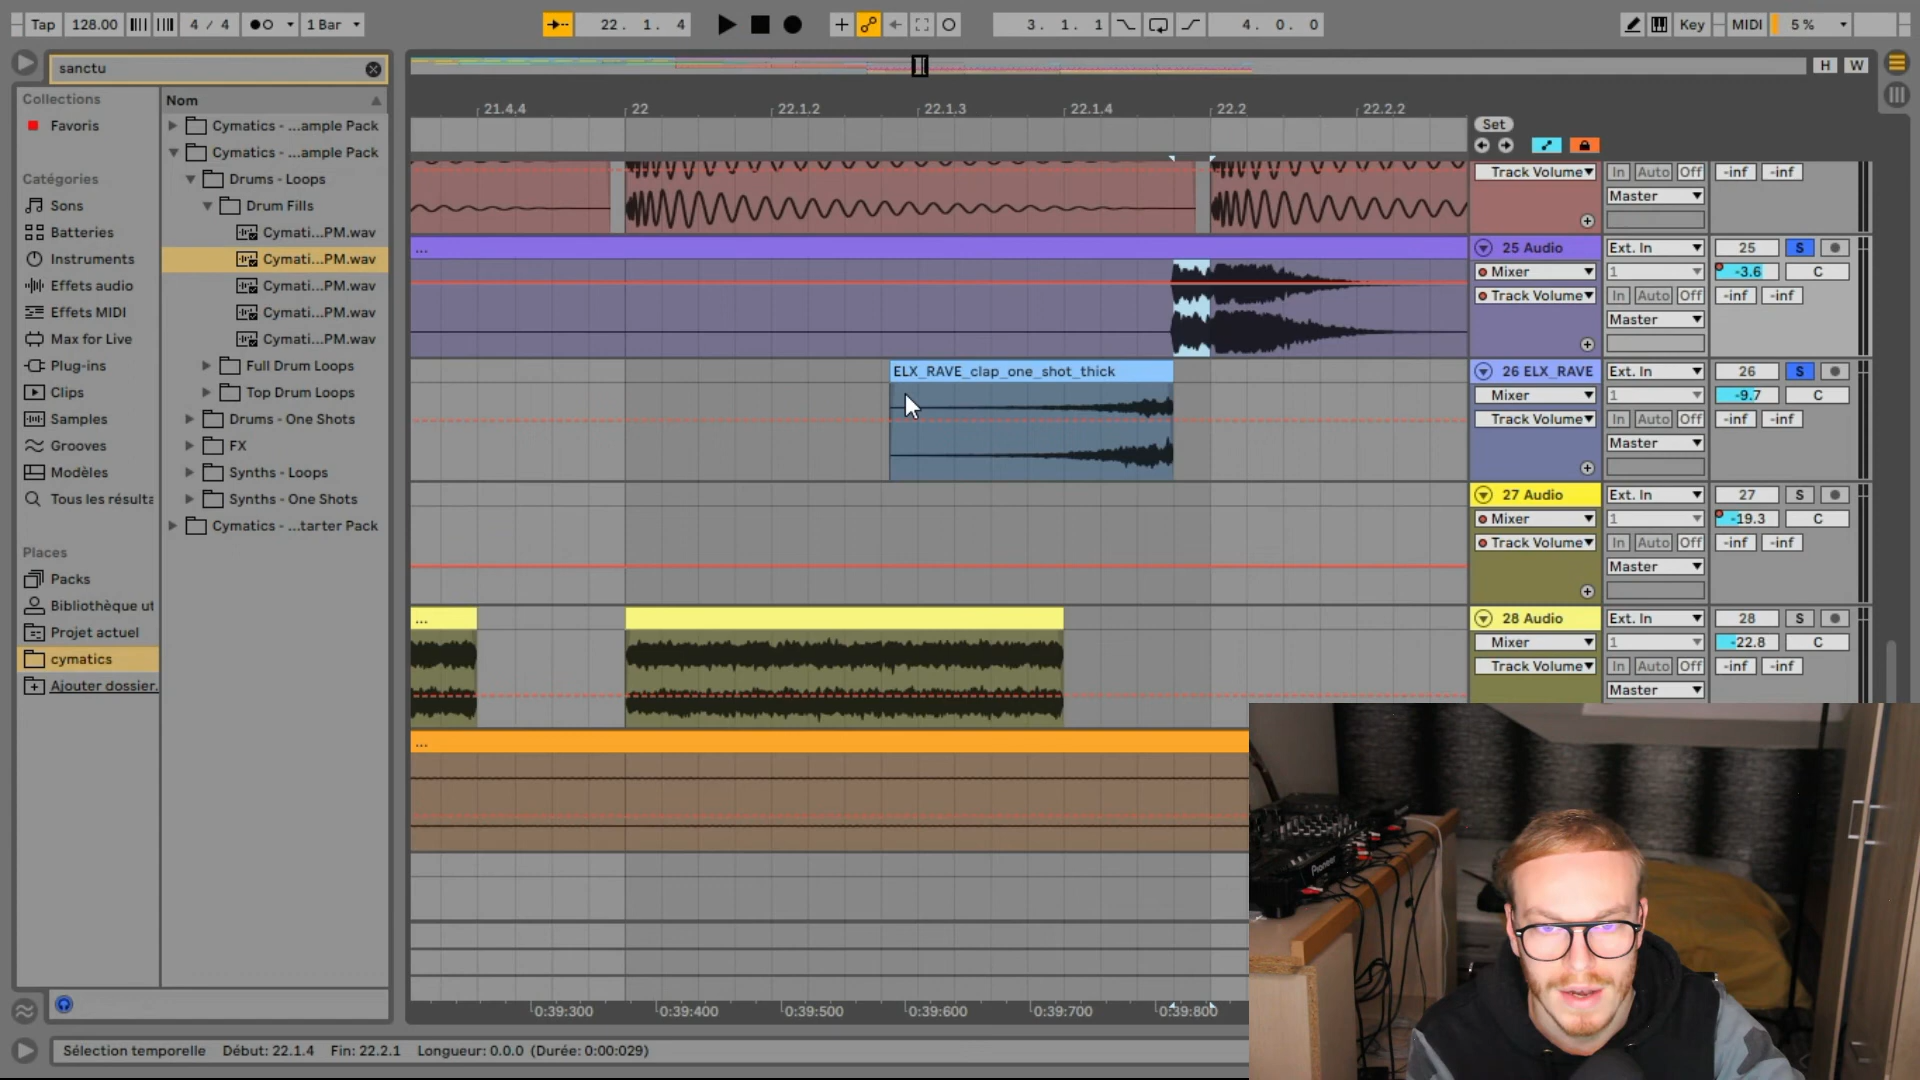 Tap 128.00 4 / 4 1 Bar 22. 1. 4 3. 1. 1 4. 0. 0 Key MIDI 5 %
sanctu
H W
Collections
Favoris
Catégories
Sons
Batteries
Instruments
Effets audio
Effets MIDI
Max for Live
Plug-ins
Clips
Samples
Grooves
Modèles
Tous les résulta
Places
Packs
Bibliothèque ut
Projet actuel
cymatics
Ajouter dossier.
Nom
Cymatics - ...ample Pack
Cymatics - ...ample Pack
Drums - Loops
Drum Fills
Cymati...PM.wav
Cymati...PM.wav
Cymati...PM.wav
Cymati...PM.wav
Cymati...PM.wav
Full Drum Loops
Top Drum Loops
Drums - One Shots
FX
Synths - Loops
Synths - One Shots
Cymatics - ...tarter Pack
21.4.4 22 22.1.2 22.1.3 22.1.4 22.2 22.2.2
Set
Track Volume In Auto Off -inf -inf
Master
... 25 Audio Ext. In 25 S
Mixer 1 -3.6 C
Track Volume In Auto Off -inf -inf
Master
ELX_RAVE_clap_one_shot_thick 26 ELX_RAVE Ext. In 26 S
Mixer 1 -9.7 C
Track Volume In Auto Off -inf -inf
Master
27 Audio Ext. In 27 S
Mixer 1 -19.3 C
Track Volume In Auto Off -inf -inf
Master
... 28 Audio Ext. In 28 S
Mixer 1 -22.8 C
Track Volume In Auto Off -inf -inf
Master
...
Pioneer
0:39:300 0:39:400 0:39:500 0:39:600 0:39:700 0:39:800
Sélection temporelle Début: 22.1.4 Fin: 22.2.1 Longueur: 0.0.0 (Durée: 0:00:029)